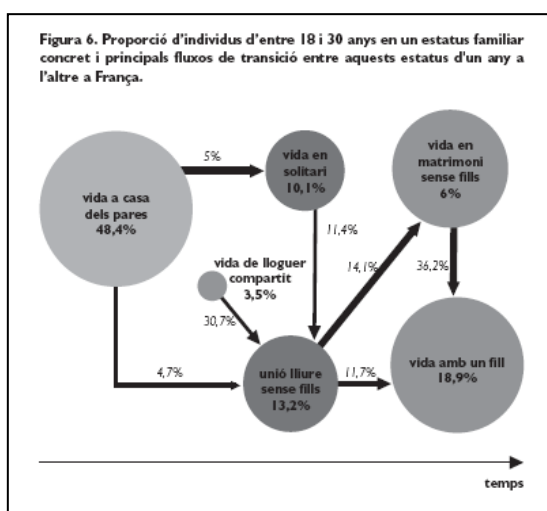 Figura 6. Proporció d'individus d'entre 18 i 30 anys en un estatus familiar
concret i principals fluxos de transició entre aquests estatus d'un any a
l'altre a França.
5%
vida en
solitari
10,1%
vida en
matrimoni
sense fills
6%
vida a casa
dels pares
48,4%
11,4%
vida de lloguer
compartit
3,5%
14,1%
36,2%
30,7%
4,7%
unió lliure
sense fills
13,2%
11,7%
vida amb un fill
18,9%
temps